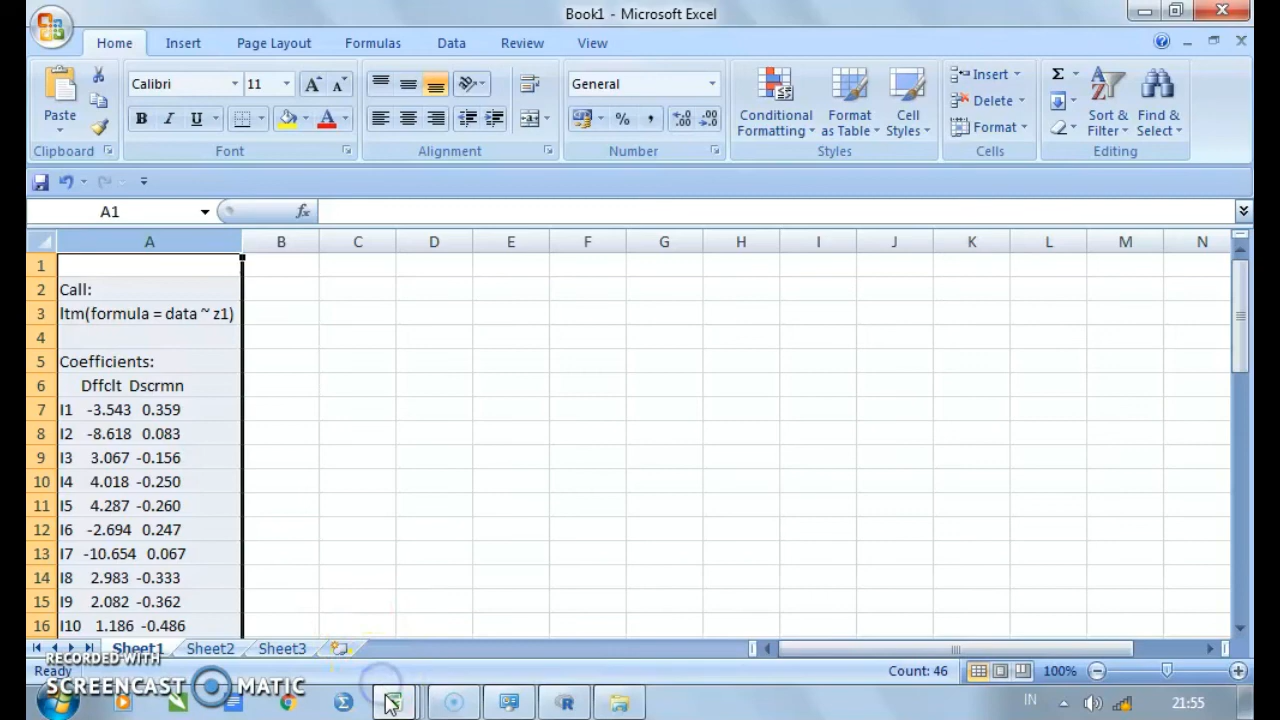 Book1 - Microsoft Excel
Home Insert Page Layout Formulas Data Review View
Paste
Calibri 11
General
Conditional Formatting
Format as Table
Cell Styles
Insert
Delete
Format
Sort & Filter
Find & Select
Clipboard Font Alignment Number Styles Cells Editing
A1 fx
A B C D E F G H I J K L M N
1
2 Call:
3 ltm(formula = data ~ z1)
4
5 Coefficients:
6 Dffclt Dscrmn
7 I1 -3.543 0.359
8 I2 -8.618 0.083
9 I3 3.067 -0.156
10 I4 4.018 -0.250
11 I5 4.287 -0.260
12 I6 -2.694 0.247
13 I7 -10.654 0.067
14 I8 2.983 -0.333
15 I9 2.082 -0.362
16 I10 1.186 -0.486
Sheet1 Sheet2 Sheet3
Ready Count: 46 100%
RECORDED WITH
SCREENCAST MATIC
IN 21:55